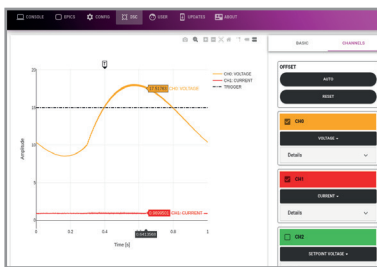 CONSOLE
EPICS
CONFIG
OSC
USER
UPDATES
ABOUT
BASIC
CHANNELS
CH0: VOLTAGE
CH1: CURRENT
TRIGGER
T
CH0: VOLTAGE
CH1: CURRENT
Amplitude
20
15
10
5
0
0
0.2
0.4
0.8
1
Time [s]
OFFSET
AUTO
RESET
CH0
VOLTAGE
Details
CH1
CURRENT
Details
CH2
SETPOINT VOLTAGE